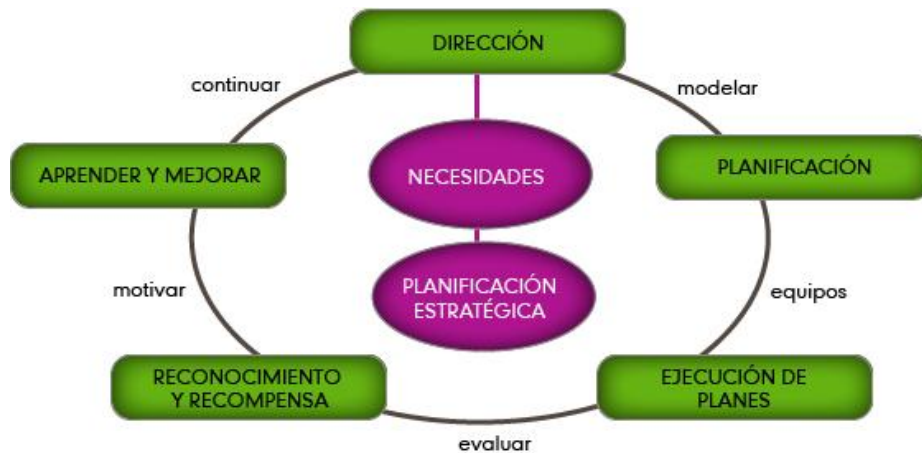 DIRECCIÓN
continuar
modelar
APRENDER Y MEJORAR
NECESIDADES
PLANIFICACIÓN
motivar
PLANIFICACIÓN
ESTRATÉGICA
equipos
RECONOCIMIENTO
Y RECOMPENSA
EJECUCIÓN DE
PLANES
evaluar